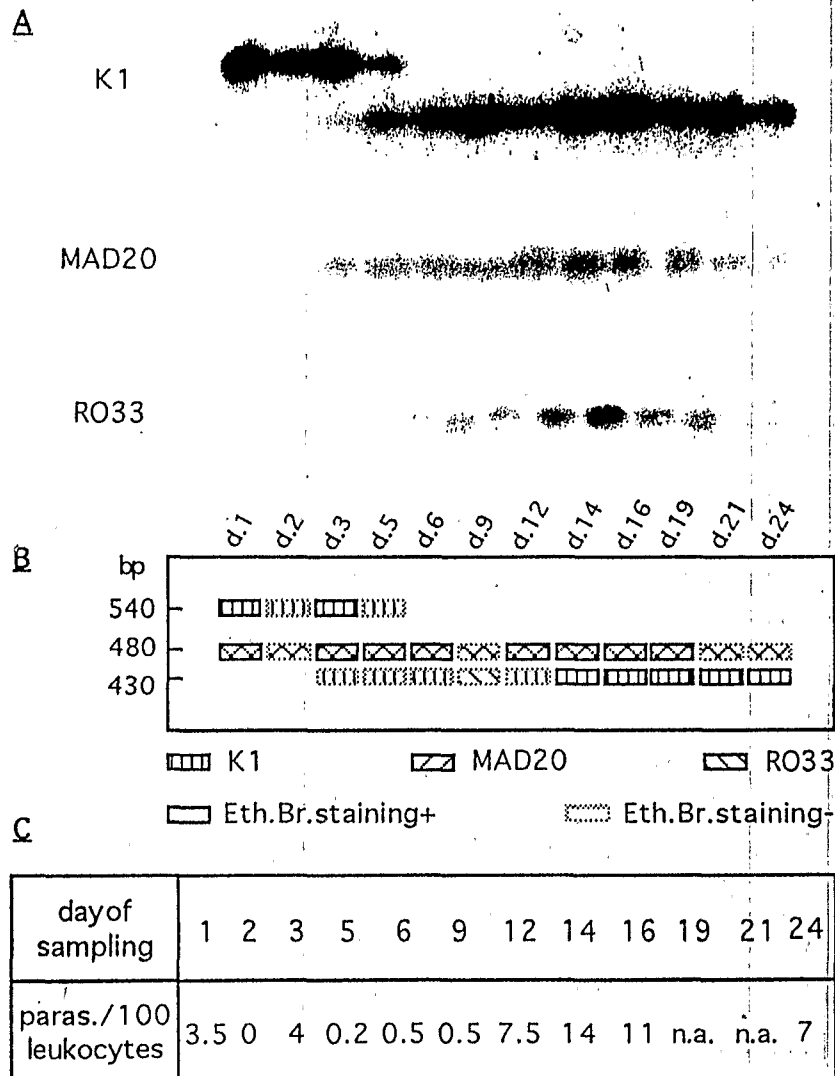 A
K1
MAD20
RO33
d.1 d.2 d.3 d.5 d.6 d.9 d.12 d.14 d.16 d.19 d.21 d.24
B
bp
540
480
430
K1 MAD20 RO33
Eth.Br.staining+ Eth.Br.staining-
C
day of sampling 1 2 3 5 6 9 12 14 16 19 21 24
paras./100 leukocytes 3.5 0 4 0.2 0.5 0.5 7.5 14 11 n.a. n.a. 7